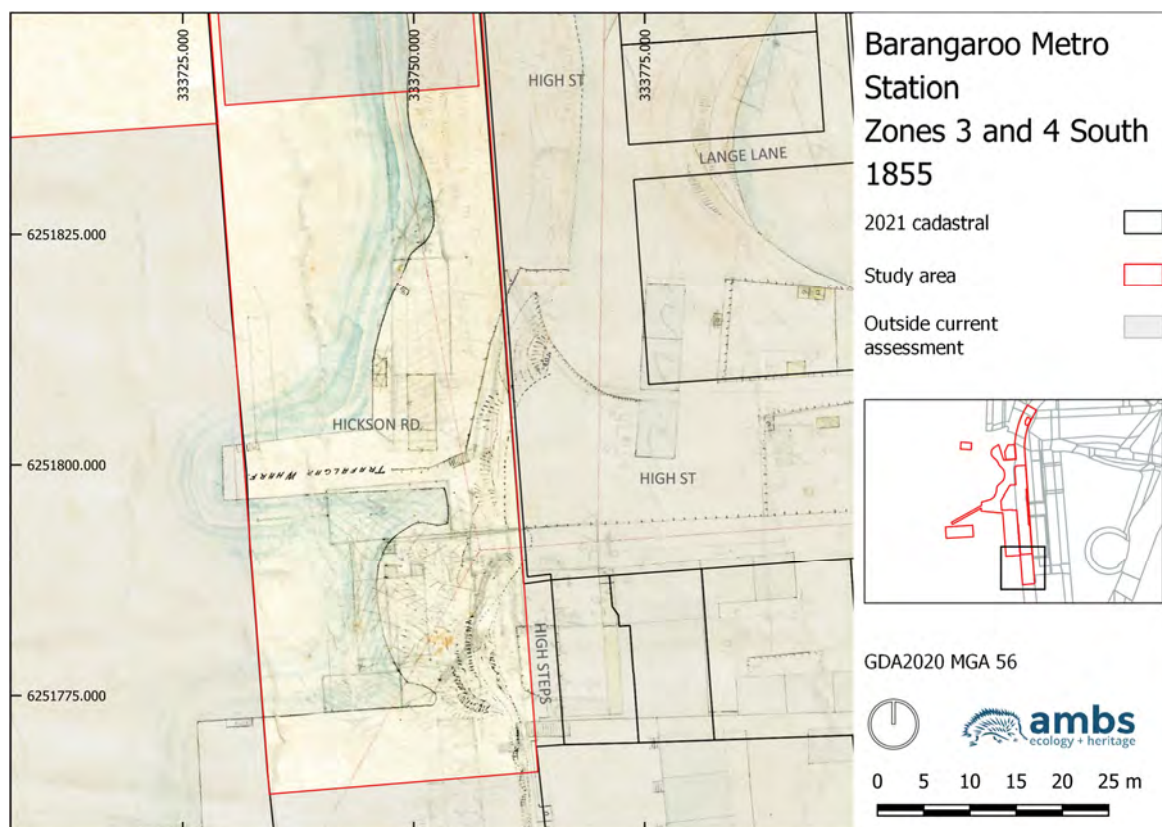 333725.000
333750.000
333775.000
HIGH ST
LANGE LANE
6251825.000
HICKSON RD.
6251800.000
TRAFALGAR WHARF
HIGH ST
HIGH STEPS
6251775.000
Barangaroo Metro
Station
Zones 3 and 4 South
1855
2021 cadastral
Study area
Outside current
assessment
GDA2020 MGA 56
ambs
ecology + heritage
0 5 10 15 20 25 m